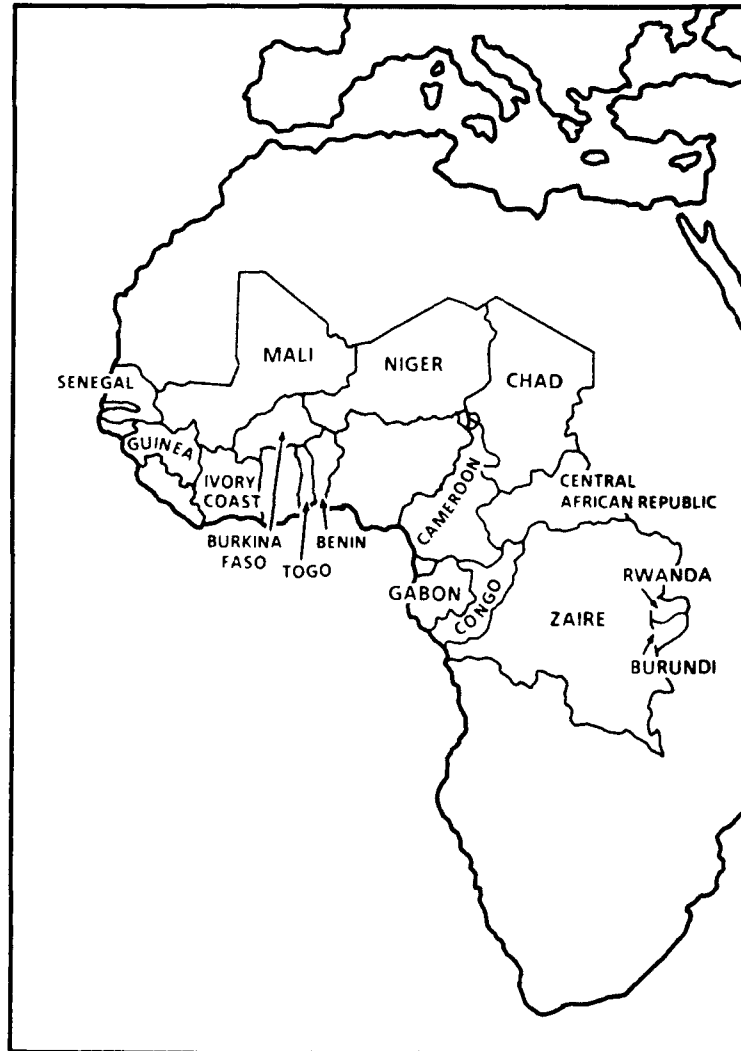 MALI
NIGER
CHAD
SENEGAL
GUINEA
IVORY
COAST
BURKINA
FASO
TOGO
BENIN
CAMEROON
CENTRAL
AFRICAN REPUBLIC
GABON
CONGO
ZAIRE
RWANDA
BURUNDI